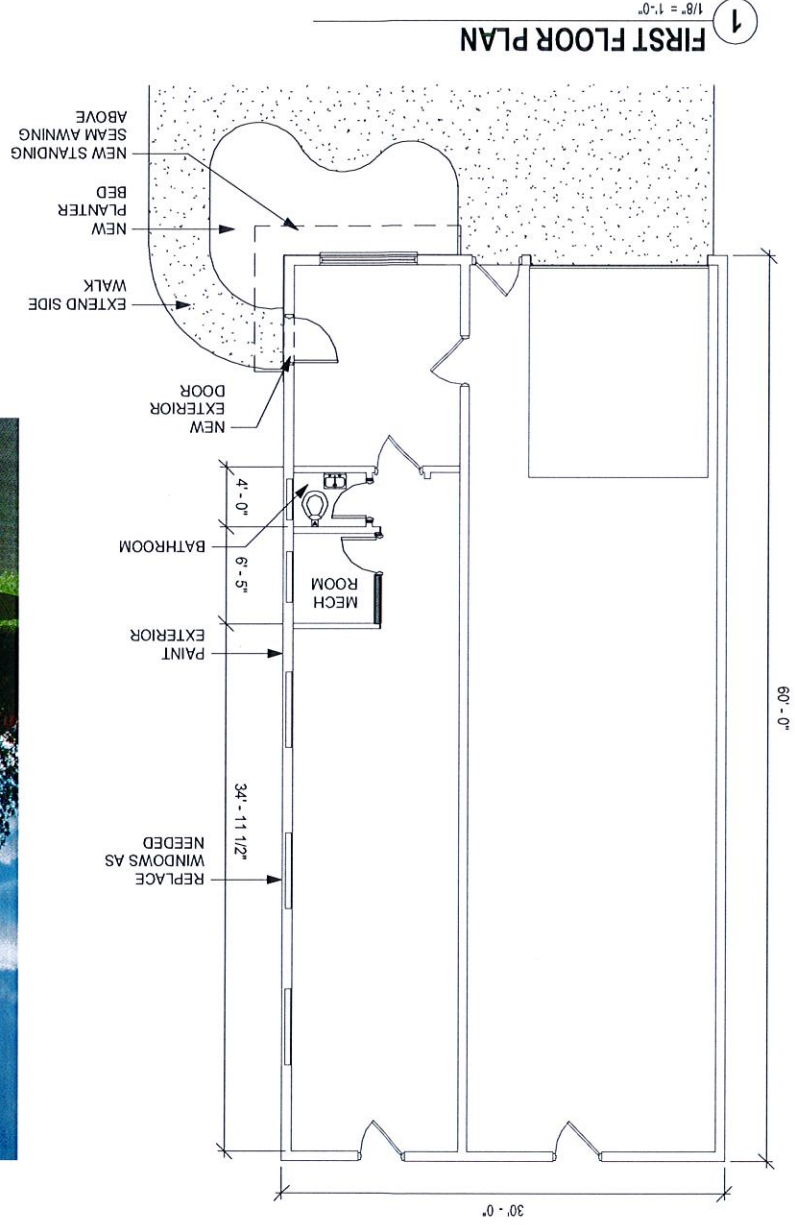 30' - 0"
REPLACE
WINDOWS AS
NEEDED
34' - 11 1/2"
60' - 0"
PAINT
EXTERIOR
MECH
ROOM
6' - 5"
BATHROOM
4' - 0"
NEW
EXTERIOR
DOOR
EXTEND SIDE
WALK
NEW
PLANTER
BED
NEW STANDING
SEAM AWNING
ABOVE
1
FIRST FLOOR PLAN
1/8" = 1'-0"